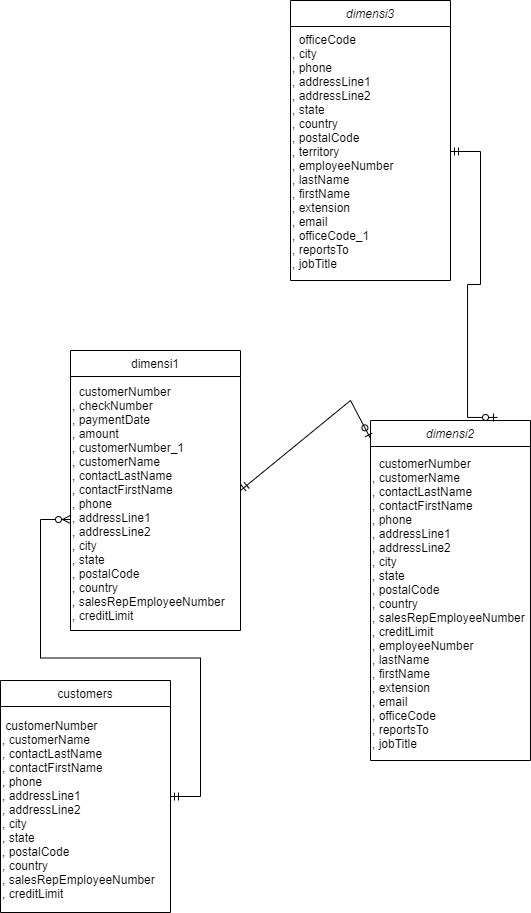 dimensi3
officeCode
, city
, phone
, addressLine1
, addressLine2
, state
, country
, postalCode
, territory
, employeeNumber
, lastName
, firstName
, extension
, email
, officeCode_1
, reportsTo
, jobTitle
dimensi1
customerNumber
, checkNumber
, paymentDate
, amount
, customerNumber_1
, customerName
, contactLastName
, contactFirstName
, phone
, addressLine1
, addressLine2
, city
, state
, postalCode
, country
, salesRepEmployeeNumber
, creditLimit
dimensi2
customerNumber
, customerName
, contactLastName
, contactFirstName
, phone
, addressLine1
, addressLine2
, city
, state
, postalCode
, country
, salesRepEmployeeNumber
, creditLimit
, employeeNumber
, lastName
, firstName
, extension
, email
, officeCode
, reportsTo
, jobTitle
customers
customerNumber
, customerName
, contactLastName
, contactFirstName
, phone
, addressLine1
, addressLine2
, city
, state
, postalCode
, country
, salesRepEmployeeNumber
, creditLimit